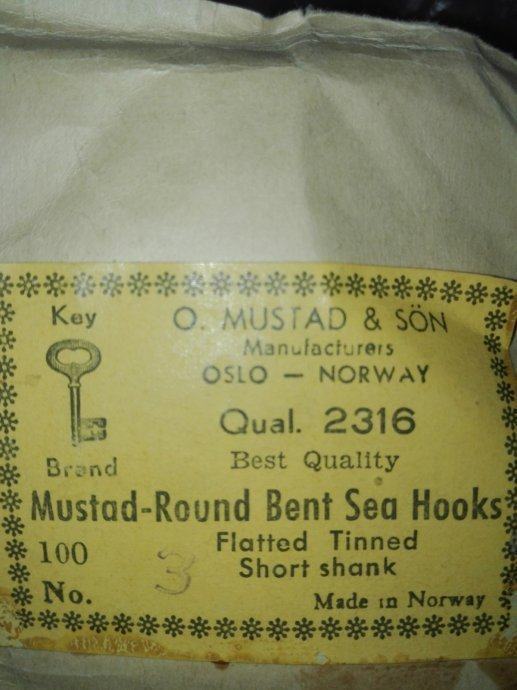 Key
O. MUSTAD & SÖN
Manufacturers
OSLO — NORWAY
Qual. 2316
Brand
Best Quality
Mustad-Round Bent Sea Hooks
100
Flatted Tinned
Short shank
No. 3
Made in Norway